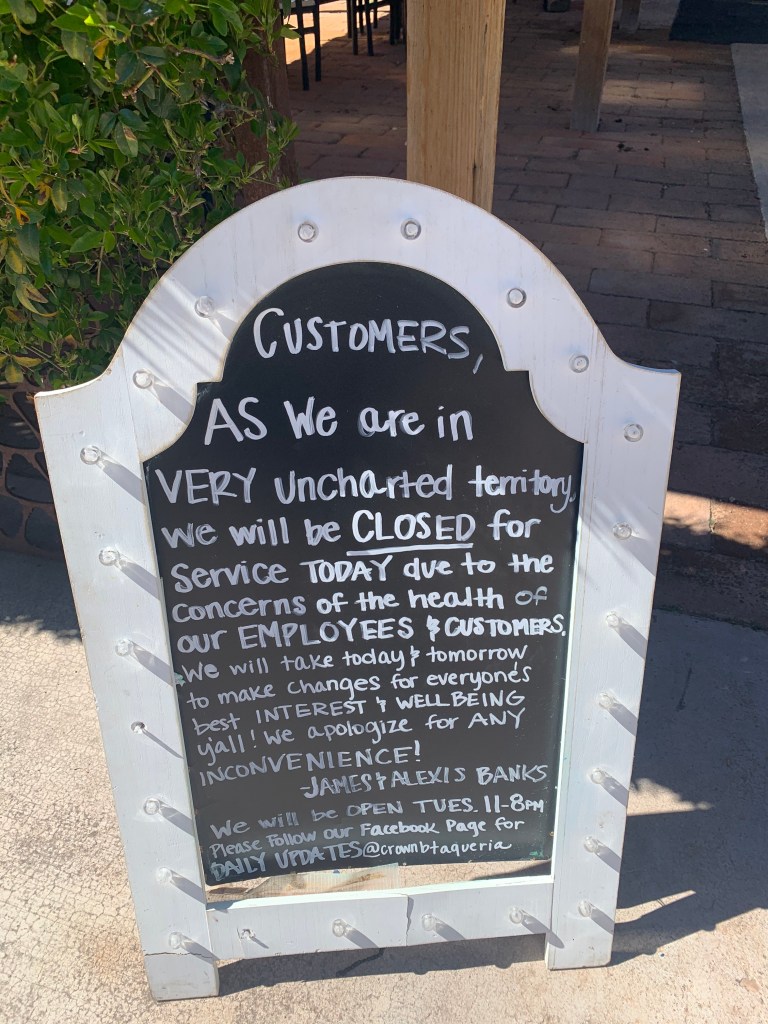 CUSTOMERS,
AS We are in
VERY uncharted territory.
We will be CLOSED for
Service TODAY due to the
concerns of the health of
our EMPLOYEES & CUSTOMERS.
We will take today & tomorrow
to make changes for everyone's
best INTEREST & WELLBEING
yall! We apologize for ANY
INCONVENIENCE!
-JAMES & ALEXIS BANKS
We will be OPEN TUES. 11-8PM
Please Follow our Facebook Page for
DAILY UPDATES @crownbtaqueria